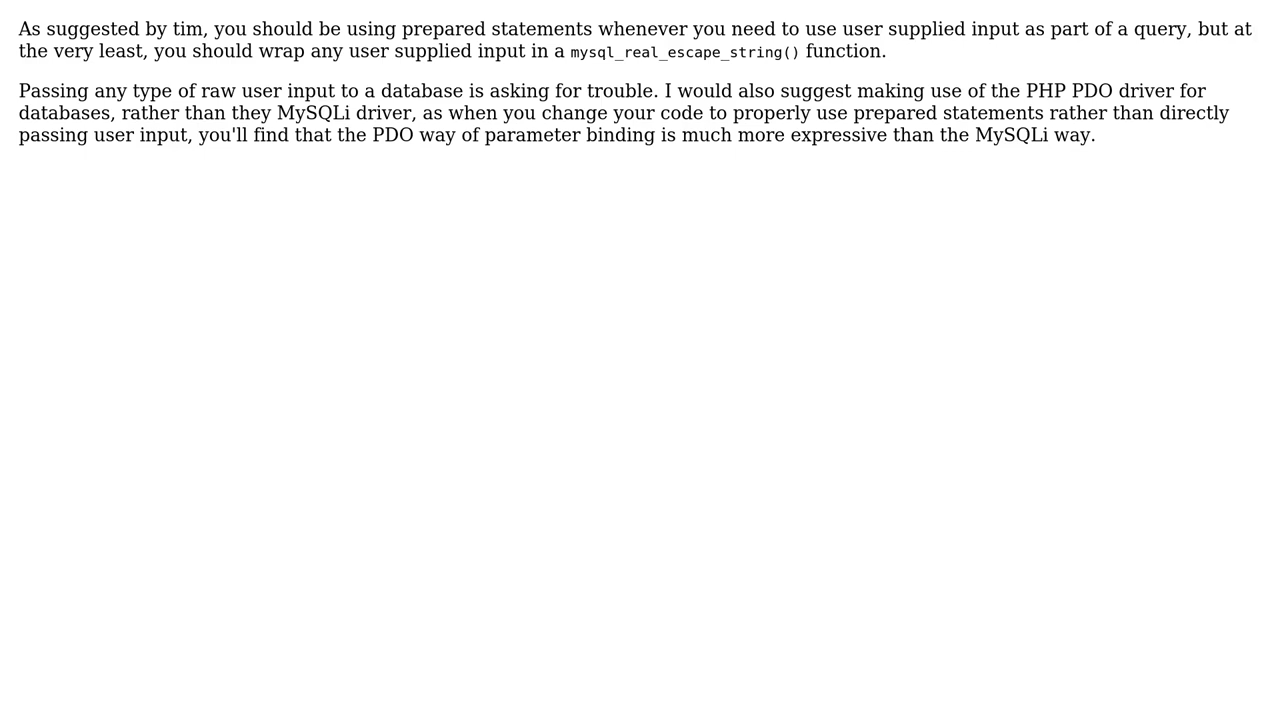 As suggested by tim, you should be using prepared statements whenever you need to use user supplied input as part of a query, but at
the very least, you should wrap any user supplied input in a mysql_real_escape_string() function.
Passing any type of raw user input to a database is asking for trouble. I would also suggest making use of the PHP PDO driver for
databases, rather than they MySQLi driver, as when you change your code to properly use prepared statements rather than directly
passing user input, you'll find that the PDO way of parameter binding is much more expressive than the MySQLi way.